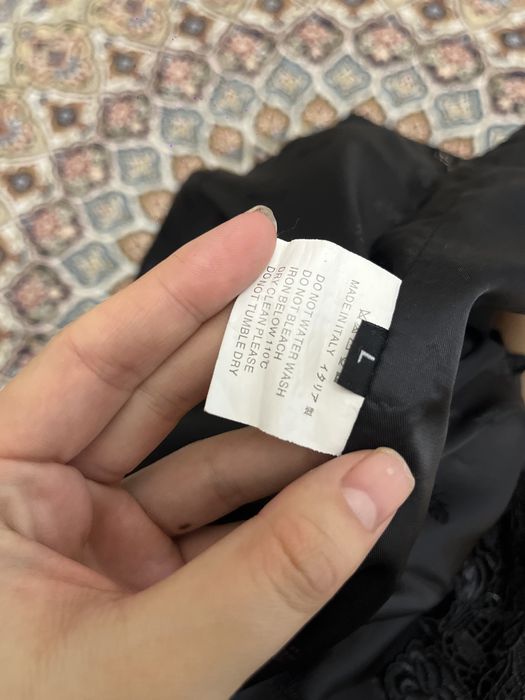 MADE IN ITALY イタリア 製
DO NOT WATER WASH
DO NOT BLEACH
IRON BELOW 110℃
DRY CLEAN PLEASE
DO NOT TUMBLE DRY
L